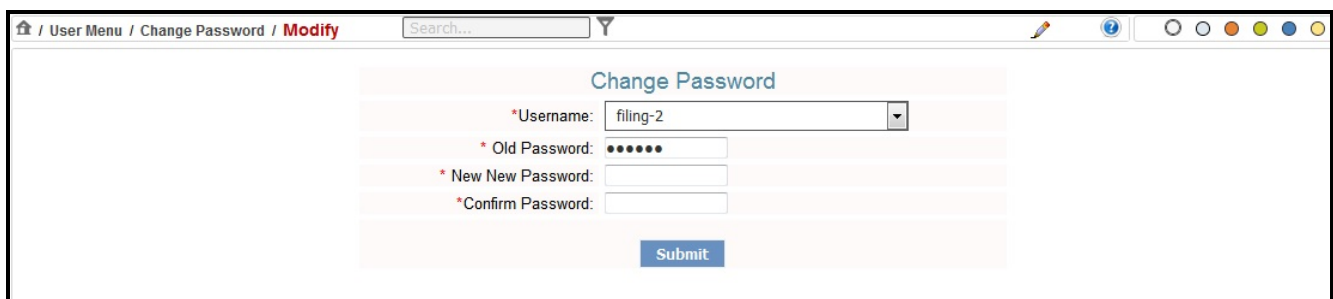 / User Menu / Change Password / Modify Search...
Change Password
*Username: filing-2
* Old Password: ●●●●●●
* New New Password:
*Confirm Password:
Submit